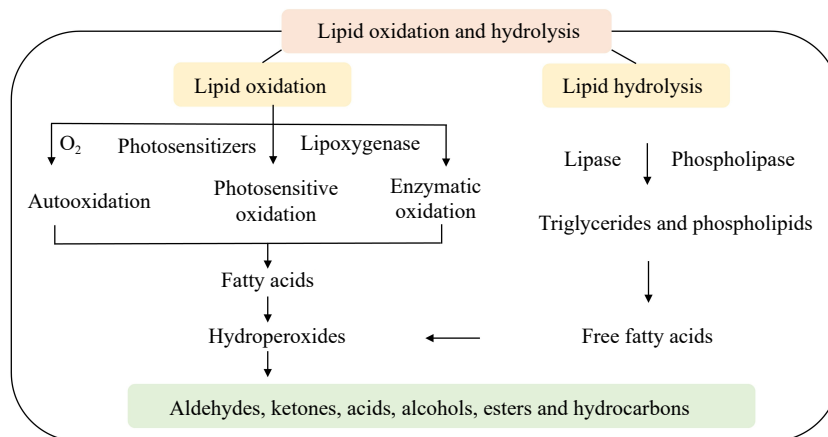 Lipid oxidation and hydrolysis
Lipid oxidation
Lipid hydrolysis
O₂
Photosensitizers
Lipoxygenase
Lipase
Phospholipase
Autooxidation
Photosensitive
oxidation
Enzymatic
oxidation
Triglycerides and phospholipids
Fatty acids
Hydroperoxides
Free fatty acids
Aldehydes, ketones, acids, alcohols, esters and hydrocarbons